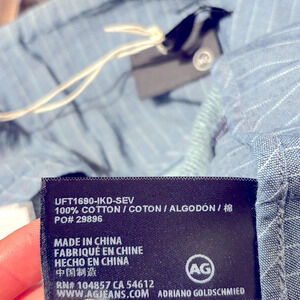 UFT1690-IKD-SEV
100% COTTON / COTON / ALGODÓN / 棉
PO# 29896
MADE IN CHINA
FABRIQUÉ EN CHINE
HECHO EN CHINA
中国制造
RN# 104857 CA 54612
WWW.AGJEANS.COM
AG
ADRIANO GOLDSCHMIED